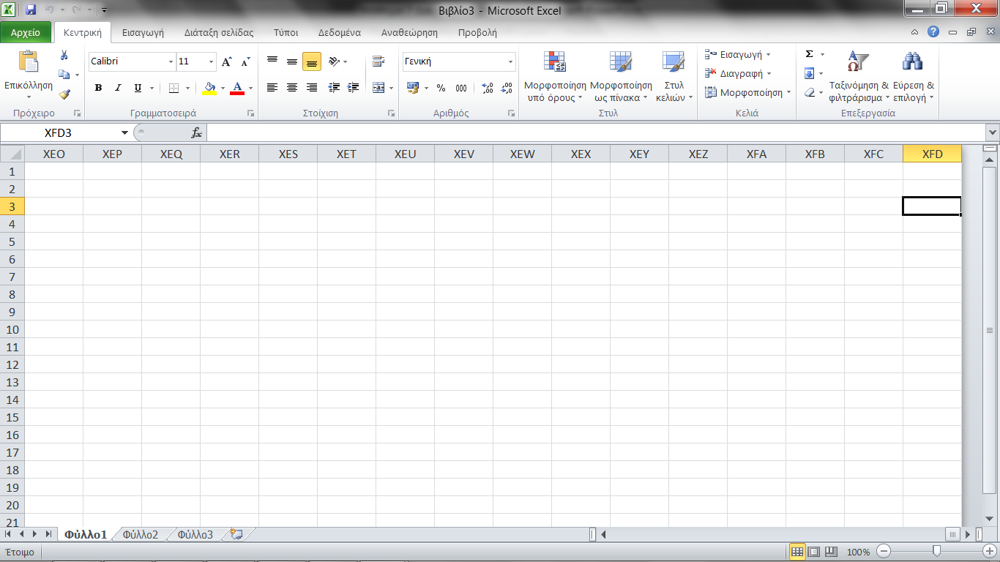 Βιβλίο3 - Microsoft Excel
Αρχείο Κεντρική Εισαγωγή Διάταξη σελίδας Τύποι Δεδομένα Αναθεώρηση Προβολή
Επικόλληση
Πρόχειρο
Calibri 11
B I U A
Γραμματοσειρά
Στοίχιση
Γενική
% 000
Αριθμός
Μορφοποίηση υπό όρους
Μορφοποίηση ως πίνακα
Στυλ κελιών
Στυλ
Εισαγωγή
Διαγραφή
Μορφοποίηση
Κελιά
Σ
Ταξινόμηση & φιλτράρισμα
Εύρεση & επιλογή
Επεξεργασία
XFD3 fx
XEO XEP XEQ XER XES XET XEU XEV XEW XEX XEY XEZ XFA XFB XFC XFD
1
2
3
4
5
6
7
8
9
10
11
12
13
14
15
16
17
18
19
20
21
Φύλλο1 Φύλλο2 Φύλλο3
Έτοιμο 100%